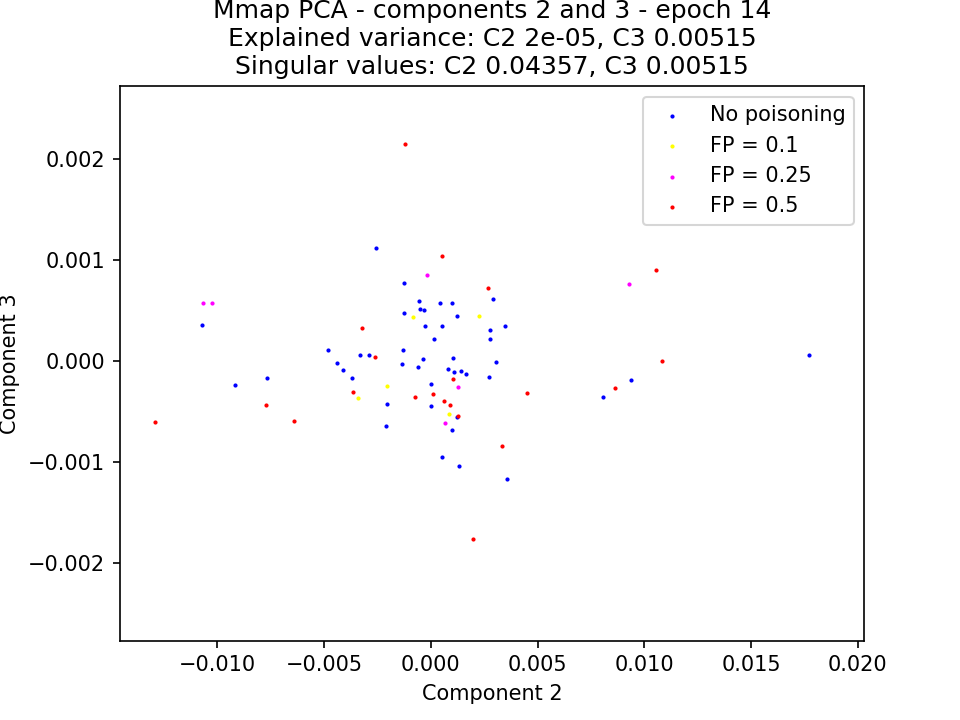 Mmap PCA - components 2 and 3 - epoch 14
Explained variance: C2 2e-05, C3 0.00515
Singular values: C2 0.04357, C3 0.00515
No poisoning
FP = 0.1
FP = 0.25
FP = 0.5
0.002
0.001
0.000
−0.001
−0.002
Component 3
−0.010
−0.005
0.000
0.005
0.010
0.015
0.020
Component 2